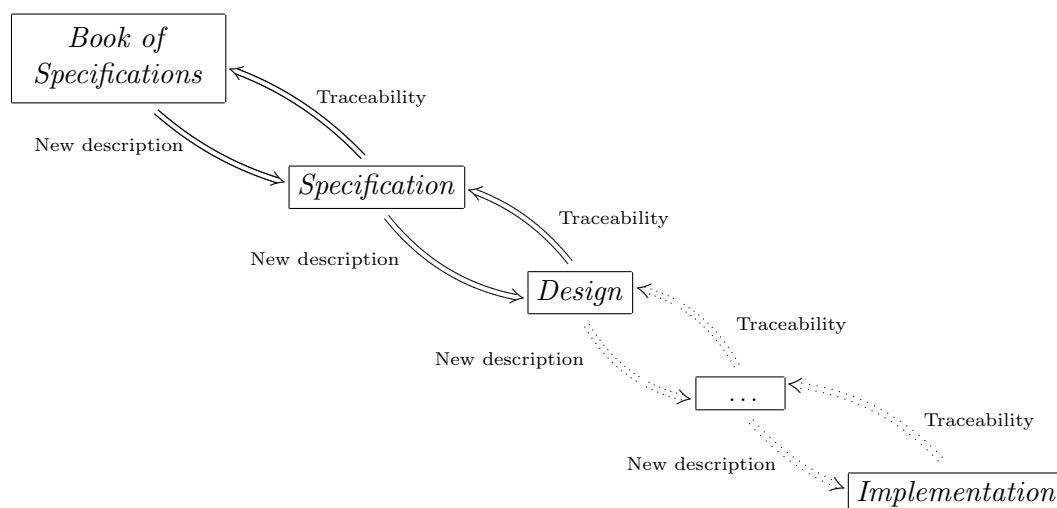 Book of
Specifications
Traceability
New description
Specification
Traceability
New description
Design
Traceability
New description
...
Traceability
New description
Implementation